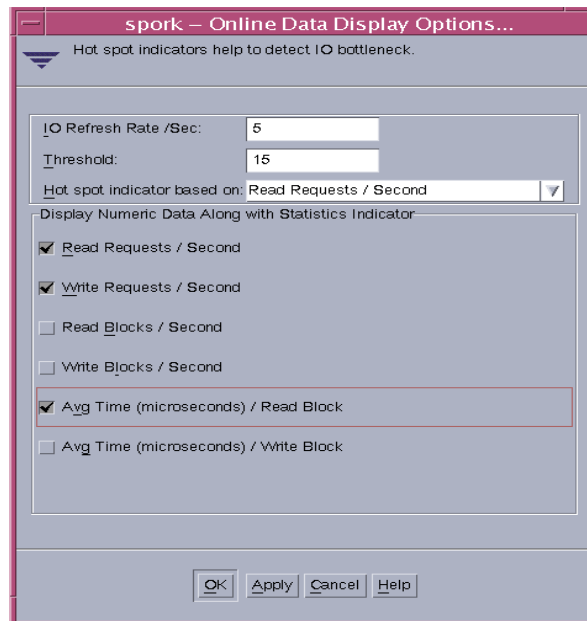 spork – Online Data Display Options...
Hot spot indicators help to detect IO bottleneck.
IO Refresh Rate /Sec: 5
Threshold: 15
Hot spot indicator based on: Read Requests / Second
Display Numeric Data Along with Statistics Indicator
Read Requests / Second
Write Requests / Second
Read Blocks / Second
Write Blocks / Second
Avg Time (microseconds) / Read Block
Avg Time (microseconds) / Write Block
OK Apply Cancel Help